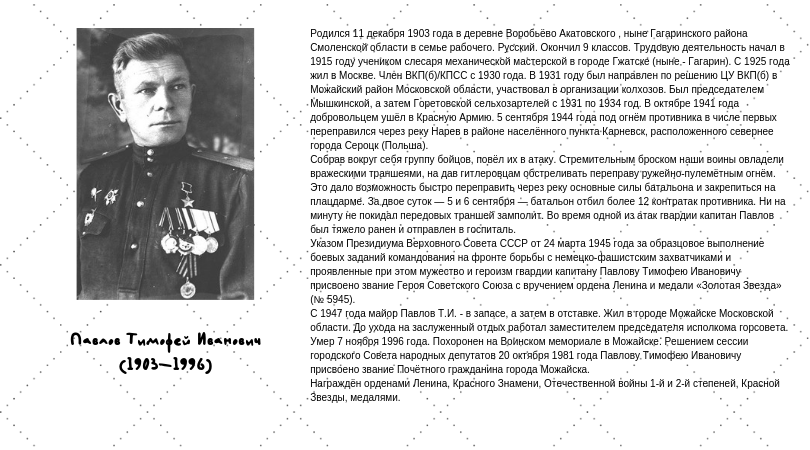 Родился 11 декабря 1903 года в деревне Воробьёво Акатовского , ныне Гагаринского района
Смоленской области в семье рабочего. Русский. Окончил 9 классов. Трудовую деятельность начал в
1915 году учеником слесаря механической мастерской в городе Гжатске (ныне,- Гагарин). С 1925 года
жил в Москве. Член ВКП(б)/КПСС с 1930 года. В 1931 году был направлен по решению ЦУ ВКП(б) в
Можайский район Московской области, участвовал в организации колхозов. Был председателем
Мышкинской, а затем Горетовской сельхозартелей с 1931 по 1934 год. В октябре 1941 года
добровольцем ушёл в Красную Армию. 5 сентября 1944 года под огнём противника в числе первых
переправился через реку Нарев в районе населённого пункта Карневск, расположенного севернее
города Сероцк (Польша).
Собрав вокруг себя группу бойцов, повёл их в атаку. Стремительным броском наши воины овладели
вражескими траншеями, на дав гитлеровцам обстреливать переправу ружейно-пулемётным огнём.
Это дало возможность быстро переправить через реку основные силы батальона и закрепиться на
плацдарме. За двое суток — 5 и 6 сентября — батальон отбил более 12 контратак противника. Ни на
минуту не покидал передовых траншей замполит. Во время одной из атак гвардии капитан Павлов
был тяжело ранен и отправлен в госпиталь.
Указом Президиума Верховного Совета СССР от 24 марта 1945 года за образцовое выполнение
боевых заданий командования на фронте борьбы с немецко-фашистским захватчиками и
проявленные при этом мужество и героизм гвардии капитану Павлову Тимофею Ивановичу
присвоено звание Героя Советского Союза с вручением ордена Ленина и медали «Золотая Звезда»
(№ 5945).
С 1947 года майор Павлов Т.И. - в запасе, а затем в отставке. Жил в городе Можайске Московской
области. До ухода на заслуженный отдых работал заместителем председателя исполкома горсовета.
Умер 7 ноября 1996 года. Похоронен на Воинском мемориале в Можайске. Решением сессии
городского Совета народных депутатов 20 октября 1981 года Павлову Тимофею Ивановичу
присвоено звание Почётного гражданина города Можайска.
Награждён орденами Ленина, Красного Знамени, Отечественной войны 1-й и 2-й степеней, Красной
Звезды, медалями.
Павлов Тимофей Иванович
(1903—1996)